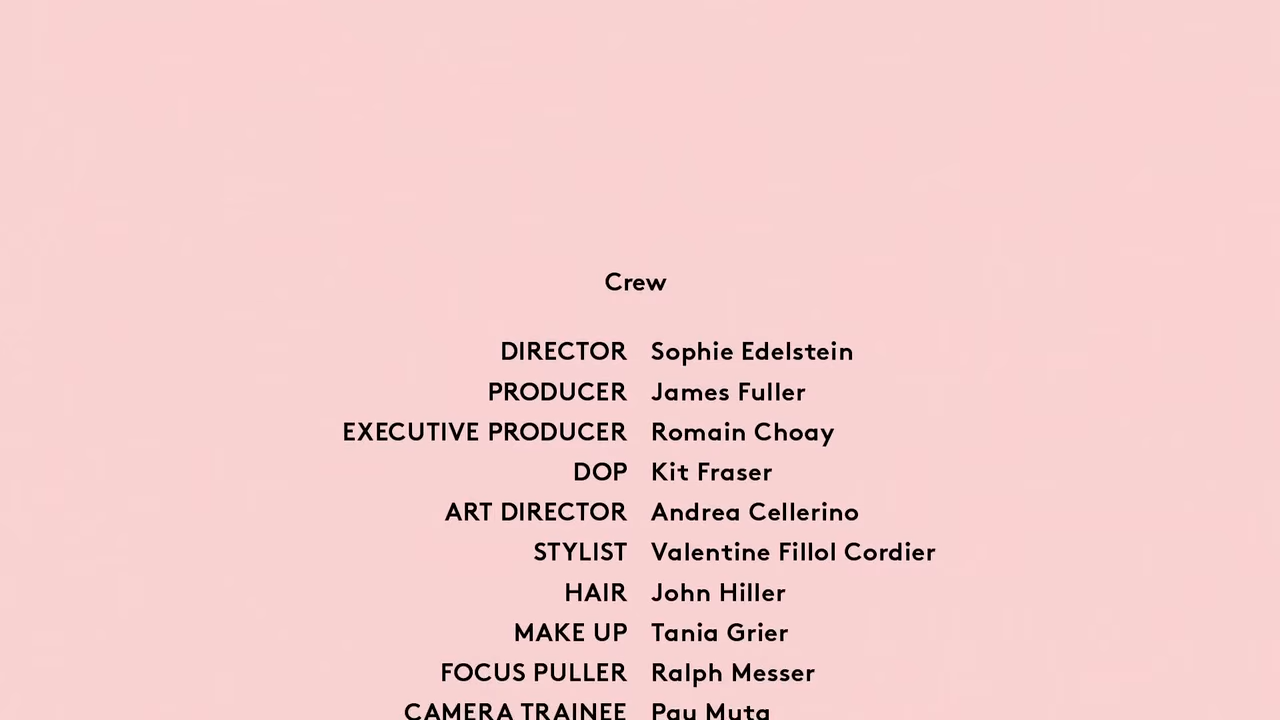 Crew
DIRECTOR Sophie Edelstein
PRODUCER James Fuller
EXECUTIVE PRODUCER Romain Choay
DOP Kit Fraser
ART DIRECTOR Andrea Cellerino
STYLIST Valentine Fillol Cordier
HAIR John Hiller
MAKE UP Tania Grier
FOCUS PULLER Ralph Messer
CAMERA TRAINEE Pau Muta